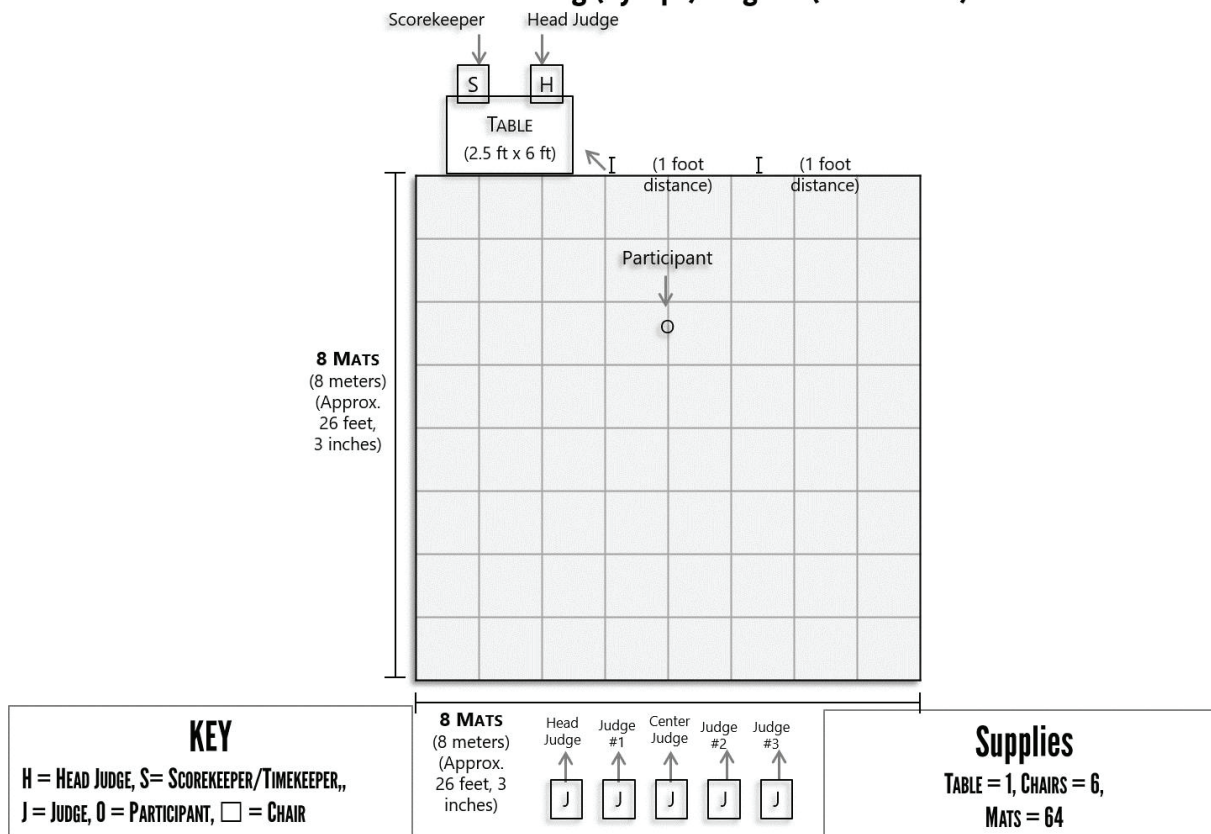 Scorekeeper
Head Judge
S
H
TABLE
(2.5 ft x 6 ft)
(1 foot
distance)
(1 foot
distance)
Participant
O
8 MATS
(8 meters)
(Approx.
26 feet,
3 inches)
8 MATS
(8 meters)
(Approx.
26 feet, 3
inches)
Head
Judge
Judge
#1
Center
Judge
Judge
#2
Judge
#3
J
J
J
J
J
KEY
H = HEAD JUDGE, S= SCOREKEEPER/TIMEKEEPER,,
J = JUDGE, O = PARTICIPANT, □ = CHAIR
Supplies
TABLE = 1, CHAIRS = 6,
MATS = 64